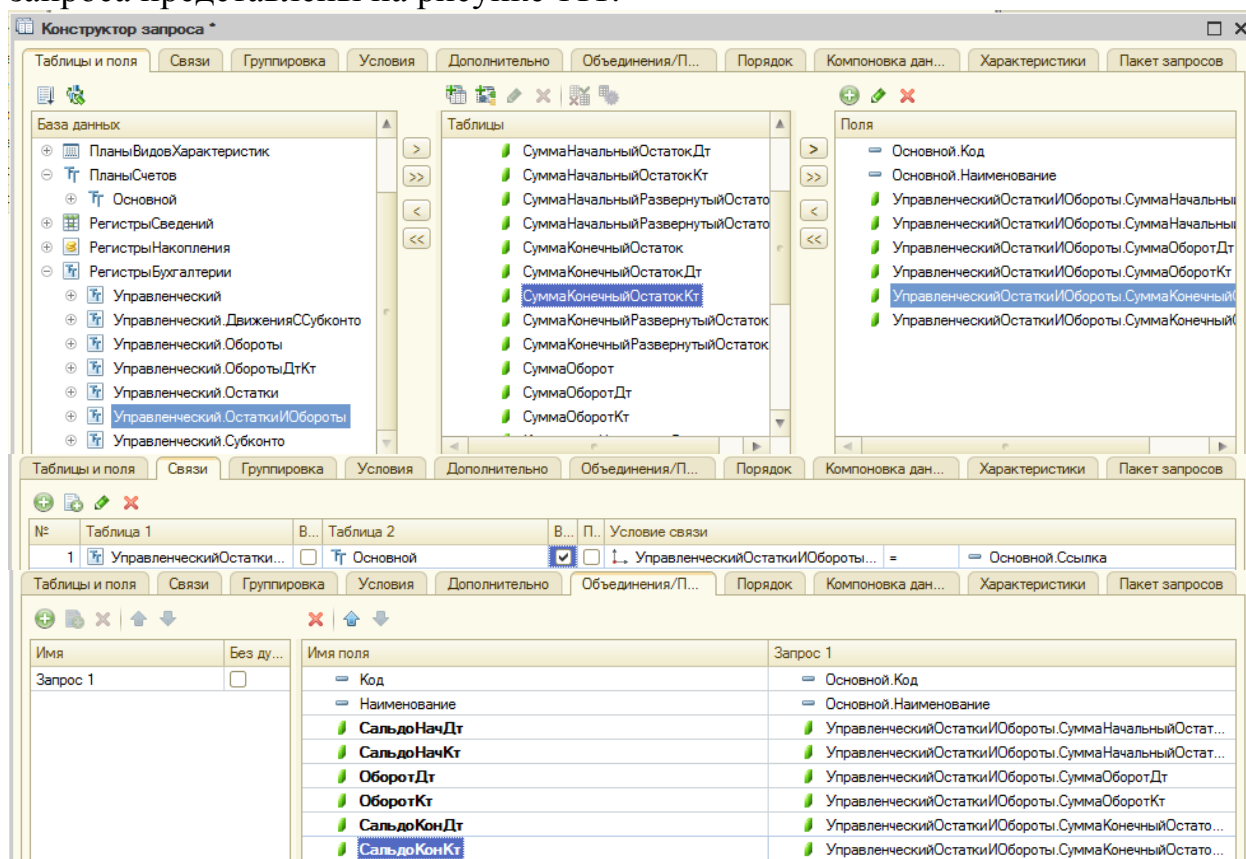 запроса представлены на рисунке 111.
Конструктор запроса *
Таблицы и поля Связи Группировка Условия Дополнительно Объединения/П... Порядок Компоновка дан... Характеристики Пакет запросов
База данных Таблицы Поля
ПланыВидовХарактеристик СуммаНачальныйОстатокДт Основной.Код
ПланыСчетов СуммаНачальныйОстатокКт Основной.Наименование
Основной СуммаНачальныйРазвернутыйОстато УправленческийОстаткиИОбороты.СуммаНачальны
РегистрыСведений СуммаНачальныйРазвернутыйОстато УправленческийОстаткиИОбороты.СуммаНачальны
РегистрыНакопления СуммаКонечныйОстаток УправленческийОстаткиИОбороты.СуммаОборотДт
РегистрыБухгалтерии СуммаКонечныйОстатокДт УправленческийОстаткиИОбороты.СуммаОборотКт
Управленческий СуммаКонечныйОстатокКт УправленческийОстаткиИОбороты.СуммаКонечный
Управленческий.ДвиженияССубконто СуммаКонечныйРазвернутыйОстаток УправленческийОстаткиИОбороты.СуммаКонечный
Управленческий.Обороты СуммаКонечныйРазвернутыйОстаток
Управленческий.ОборотыДтКт СуммаОборот
Управленческий.Остатки СуммаОборотДт
Управленческий.ОстаткиИОбороты СуммаОборотКт
Управленческий.Субконто
Таблицы и поля Связи Группировка Условия Дополнительно Объединения/П... Порядок Компоновка дан... Характеристики Пакет запросов
№ Таблица 1 В... Таблица 2 В... П... Условие связи
1 УправленческийОстатки... Основной УправленческийОстаткиИОбороты... = Основной.Ссылка
Таблицы и поля Связи Группировка Условия Дополнительно Объединения/П... Порядок Компоновка дан... Характеристики Пакет запросов
Имя Без ду... Имя поля Запрос 1
Запрос 1 Код Основной.Код
Наименование Основной.Наименование
СальдоНачДт УправленческийОстаткиИОбороты.СуммаНачальныйОстат...
СальдоНачКт УправленческийОстаткиИОбороты.СуммаНачальныйОстат...
ОборотДт УправленческийОстаткиИОбороты.СуммаОборотДт
ОборотКт УправленческийОстаткиИОбороты.СуммаОборотКт
СальдоКонДт УправленческийОстаткиИОбороты.СуммаКонечныйОстато...
СальдоКонКт УправленческийОстаткиИОбороты.СуммаКонечныйОстато...